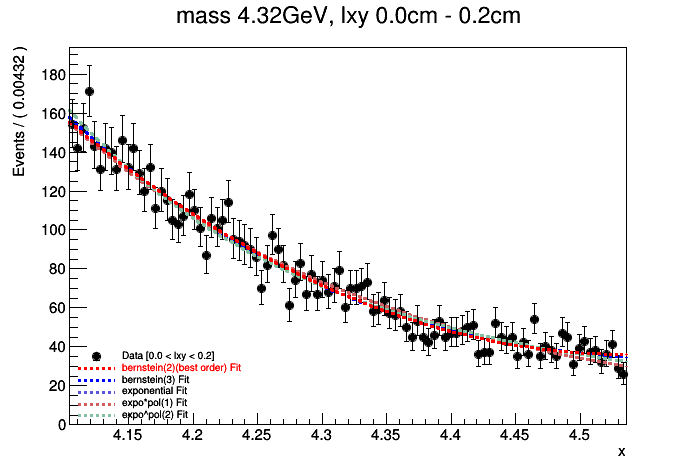 mass 4.32GeV, lxy 0.0cm - 0.2cm
Events / ( 0.00432 )
180
160
140
120
100
80
60
40
20
0
Data [0.0 < lxy < 0.2]
bernstein(2)(best order) Fit
bernstein(3) Fit
exponential Fit
expo*pol(1) Fit
expo^pol(2) Fit
4.15 4.2 4.25 4.3 4.35 4.4 4.45 4.5
x